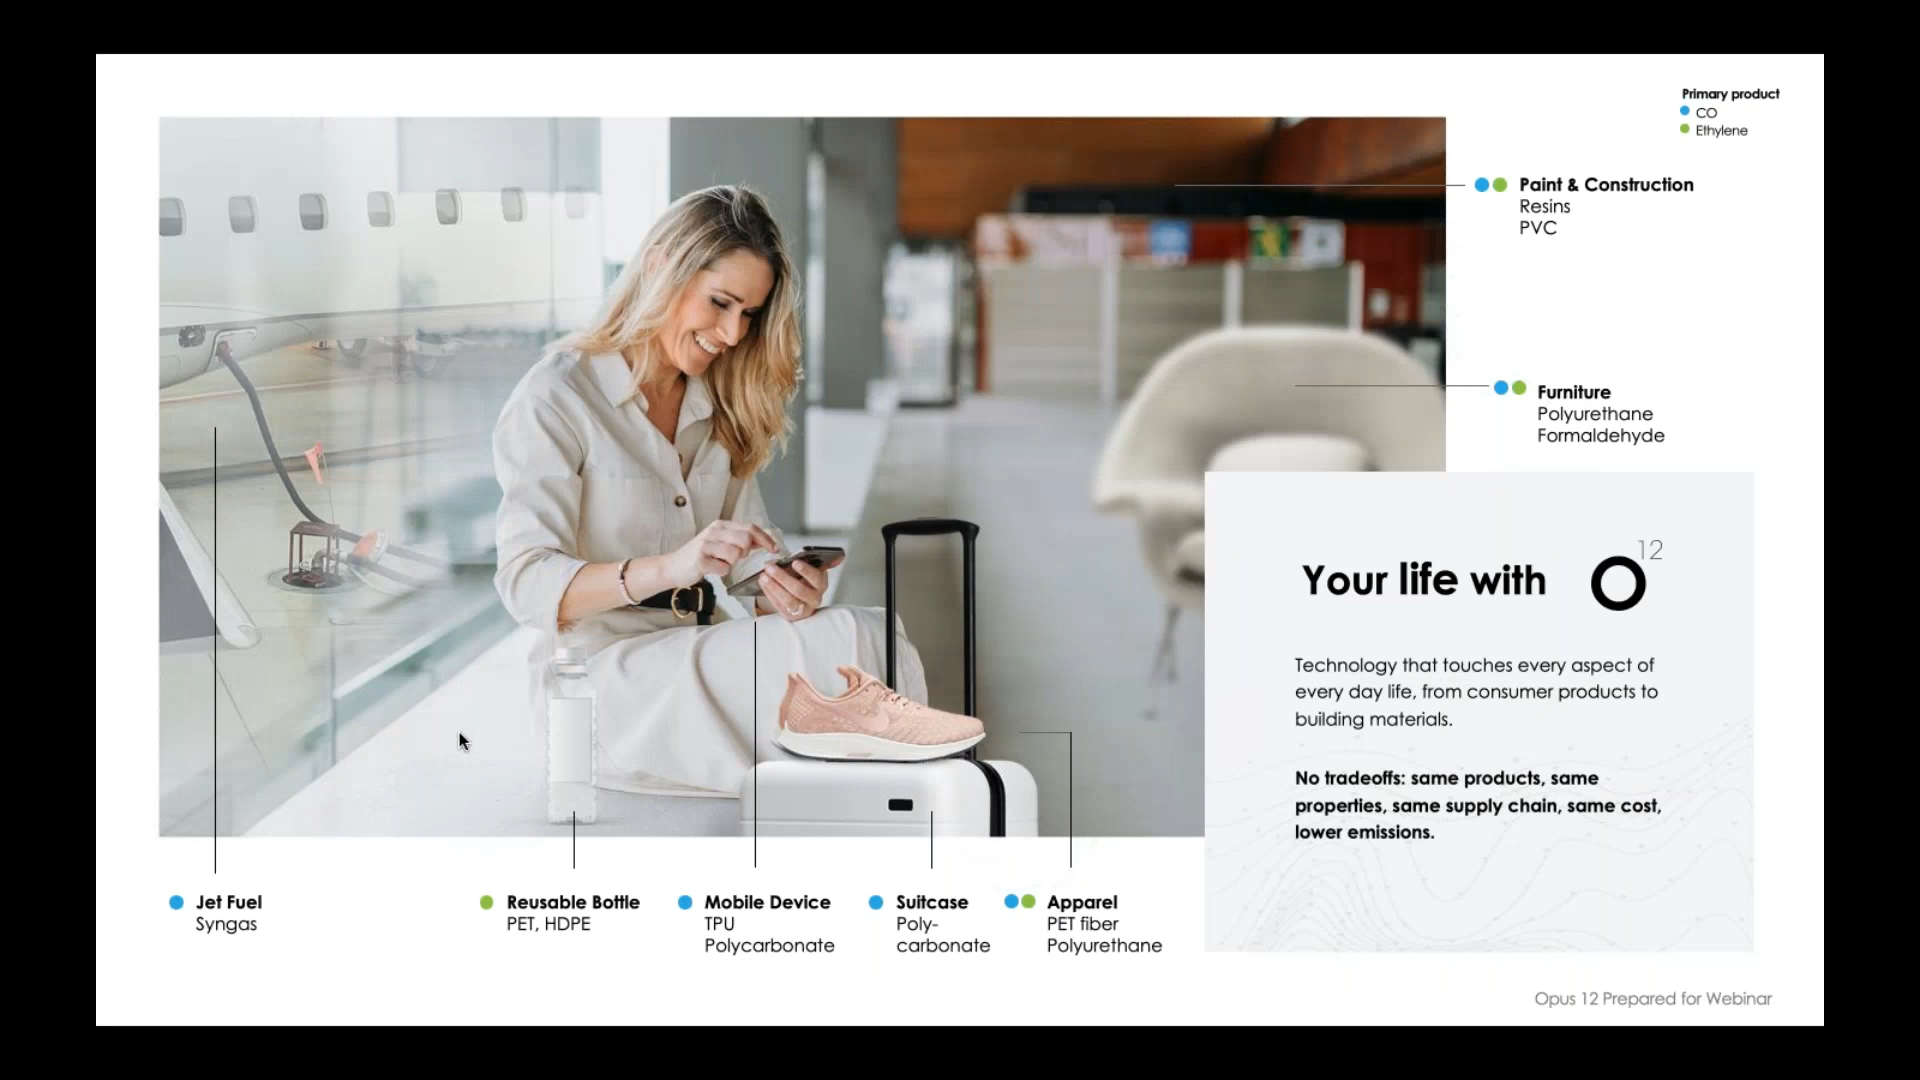 Primary product
CO
Ethylene
Paint & Construction
Resins
PVC
Furniture
Polyurethane
Formaldehyde
Your life with O12
Technology that touches every aspect of
every day life, from consumer products to
building materials.
No tradeoffs: same products, same
properties, same supply chain, same cost,
lower emissions.
Jet Fuel
Syngas
Reusable Bottle
PET, HDPE
Mobile Device
TPU
Polycarbonate
Suitcase
Poly-
carbonate
Apparel
PET fiber
Polyurethane
Opus 12 Prepared for Webinar